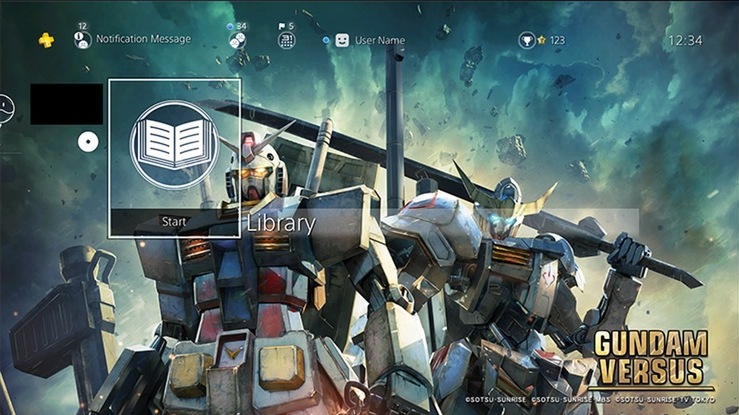 12
Notification Message
84
5
User Name
123
12:34
Start
Library
GUNDAM
VERSUS
©SOTSU・SUNRISE ©SOTSU・SUNRISE・MBS ©SOTSU・SUNRISE・TV TOKYO